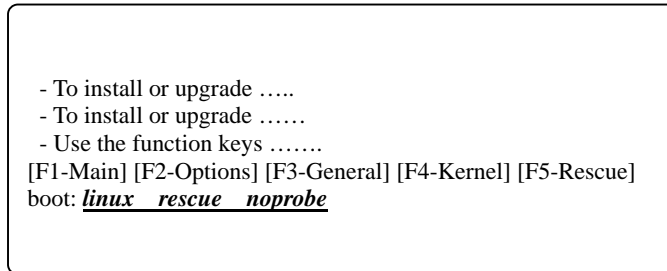 - To install or upgrade …..
- To install or upgrade ……
- Use the function keys …….
[F1-Main] [F2-Options] [F3-General] [F4-Kernel] [F5-Rescue]
boot: linux rescue noprobe